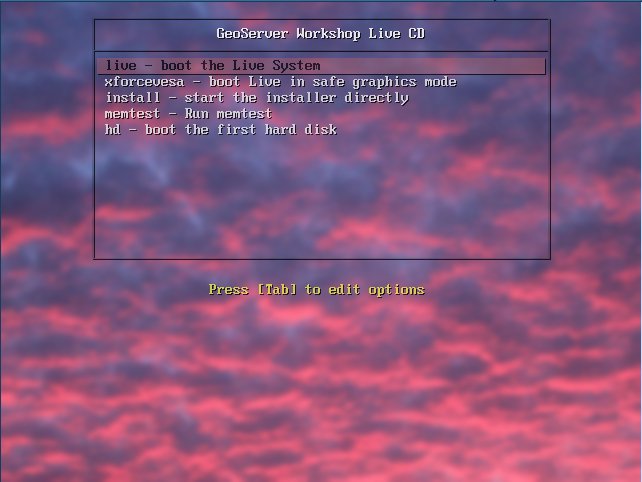 GeoServer Workshop Live CD
live - boot the Live System
xforcevesa - boot Live in safe graphics mode
install - start the installer directly
memtest - Run memtest
hd - boot the first hard disk
Press [Tab] to edit options